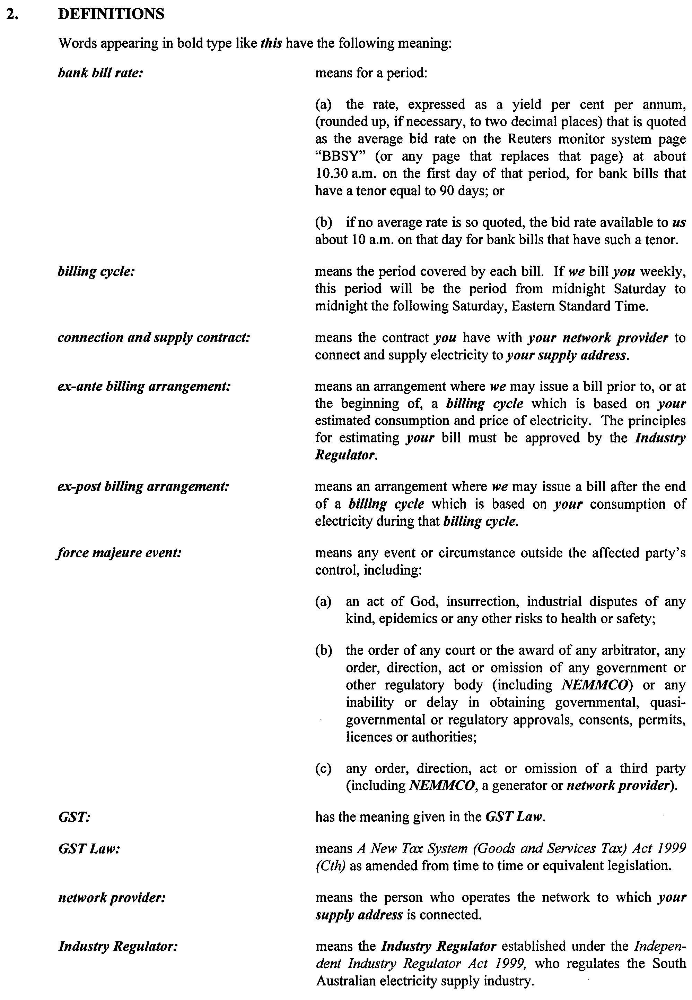 2. DEFINITIONS
Words appearing in bold type like this have the following meaning:
bank bill rate: means for a period:
(a) the rate, expressed as a yield per cent per annum,
(rounded up, if necessary, to two decimal places) that is quoted
as the average bid rate on the Reuters monitor system page
“BBSY” (or any page that replaces that page) at about
10.30 a.m. on the first day of that period, for bank bills that
have a tenor equal to 90 days; or
(b) if no average rate is so quoted, the bid rate available to us
about 10 a.m. on that day for bank bills that have such a tenor.
billing cycle: means the period covered by each bill. If we bill you weekly,
this period will be the period from midnight Saturday to
midnight the following Saturday, Eastern Standard Time.
connection and supply contract: means the contract you have with your network provider to
connect and supply electricity to your supply address.
ex-ante billing arrangement: means an arrangement where we may issue a bill prior to, or at
the beginning of, a billing cycle which is based on your
estimated consumption and price of electricity. The principles
for estimating your bill must be approved by the Industry
Regulator.
ex-post billing arrangement: means an arrangement where we may issue a bill after the end
of a billing cycle which is based on your consumption of
electricity during that billing cycle.
force majeure event: means any event or circumstance outside the affected party’s
control, including:
(a) an act of God, insurrection, industrial disputes of any
kind, epidemics or any other risks to health or safety;
(b) the order of any court or the award of any arbitrator, any
order, direction, act or omission of any government or
other regulatory body (including NEMMCO) or any
inability or delay in obtaining governmental, quasi-
governmental or regulatory approvals, consents, permits,
licences or authorities;
(c) any order, direction, act or omission of a third party
(including NEMMCO, a generator or network provider).
GST: has the meaning given in the GST Law.
GST Law: means A New Tax System (Goods and Services Tax) Act 1999
(Cth) as amended from time to time or equivalent legislation.
network provider: means the person who operates the network to which your
supply address is connected.
Industry Regulator: means the Industry Regulator established under the Indepen-
dent Industry Regulator Act 1999, who regulates the South
Australian electricity supply industry.